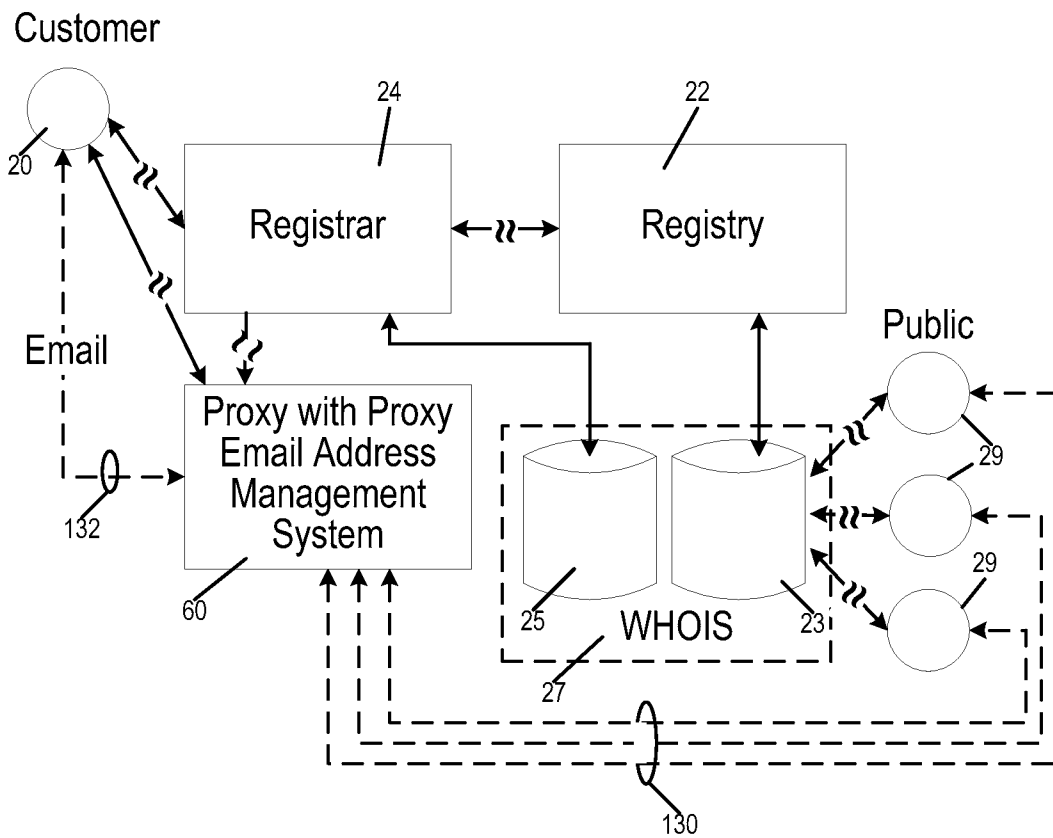 Customer
20
24
22
Registrar
Registry
Email
Public
Proxy with Proxy
Email Address
Management
System
29
132
60
25
WHOIS
23
29
27
130